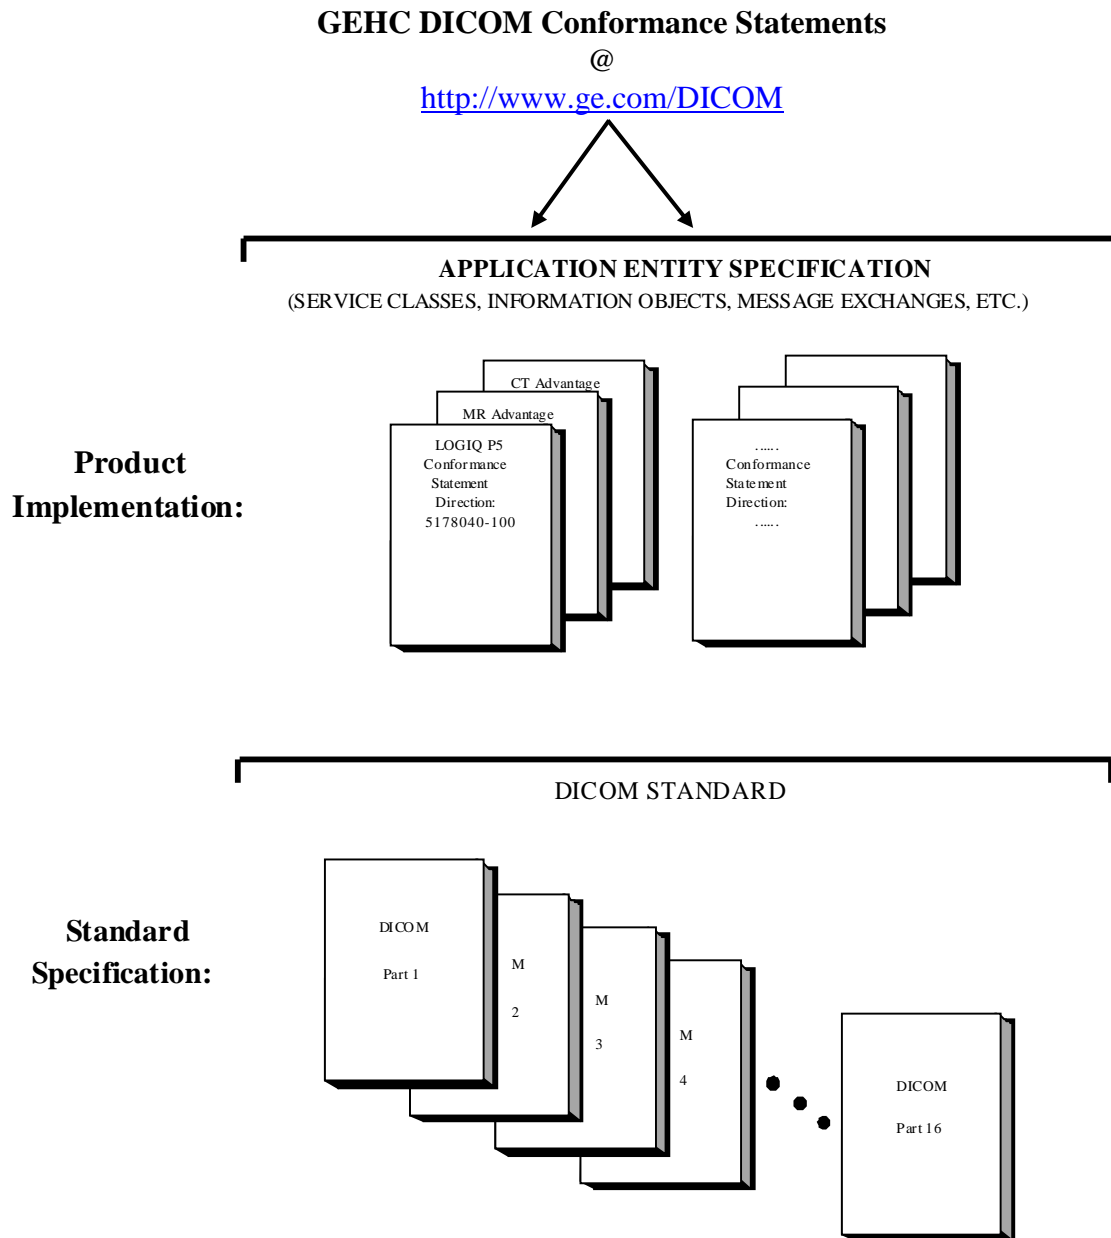 GEHC DICOM Conformance Statements
@
http://www.ge.com/DICOM
APPLICATION ENTITY SPECIFICATION
(SERVICE CLASSES, INFORMATION OBJECTS, MESSAGE EXCHANGES, ETC.)
Product
Implementation:
CT Advantage
MR Advantage
LOGIQ P5
Conformance
Statement
Direction:
5178040-100
.....
Conformance
Statement
Direction:
.....
DICOM STANDARD
Standard
Specification:
DICOM
Part 1
M
2
M
3
M
4
DICOM
Part 16